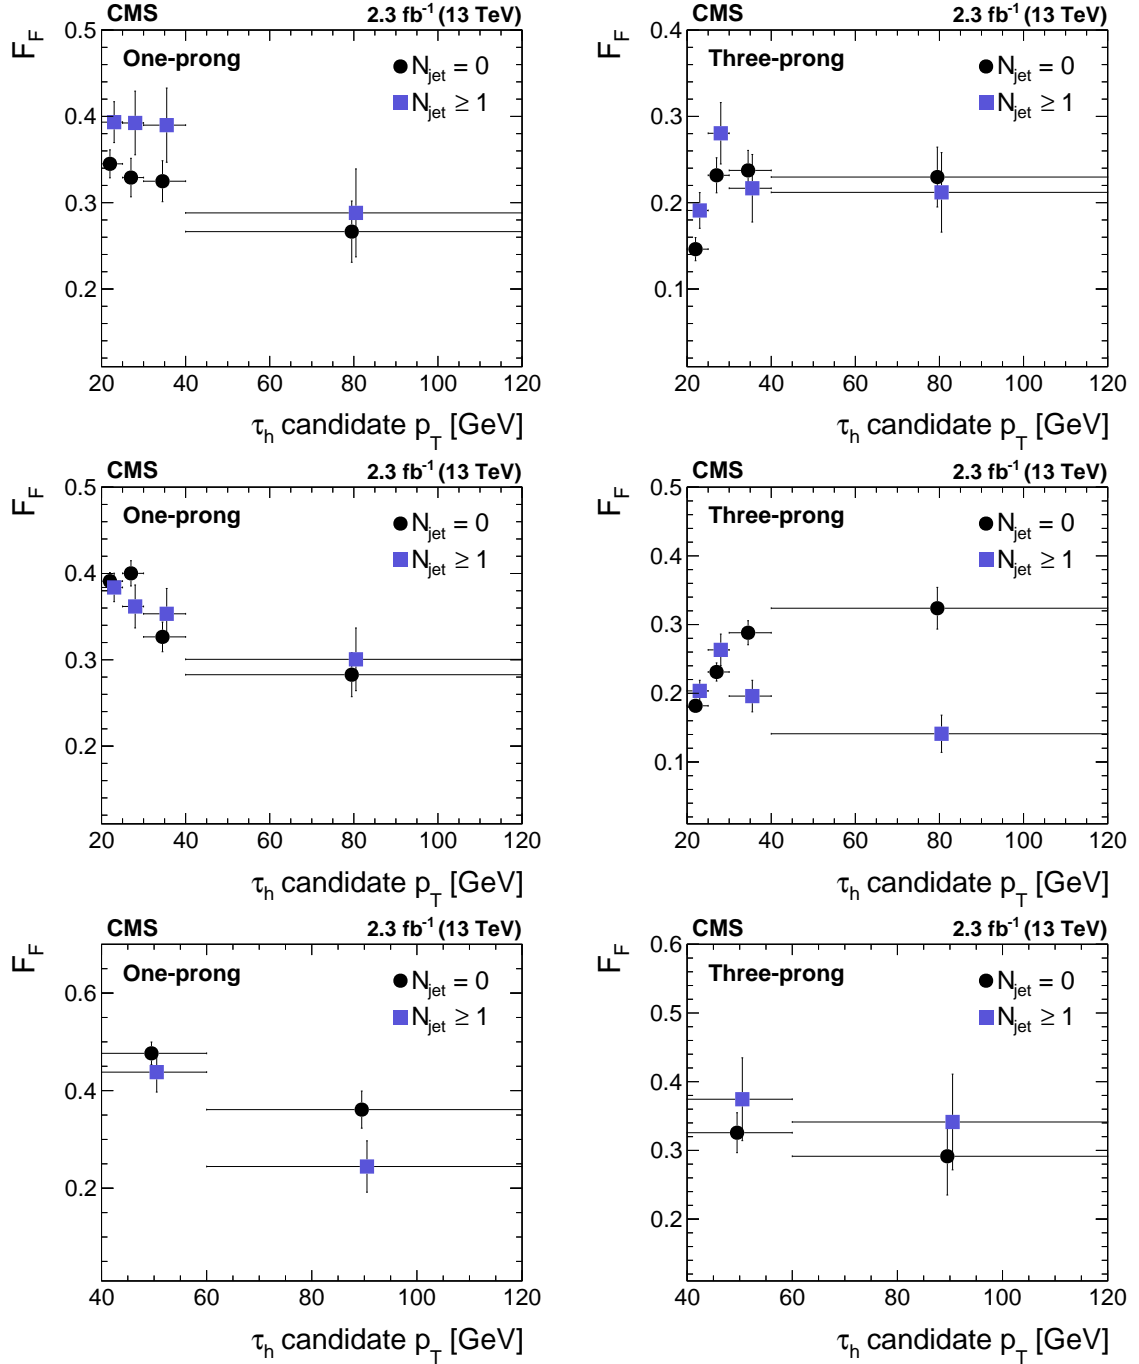 CMS 2.3 fb⁻¹ (13 TeV)
F_F
0.5
One-prong
N_jet = 0
N_jet ≥ 1
0.4
0.3
0.2
20 40 60 80 100 120
τ_h candidate p_T [GeV]
CMS 2.3 fb⁻¹ (13 TeV)
F_F
0.4
Three-prong
N_jet = 0
N_jet ≥ 1
0.3
0.2
0.1
20 40 60 80 100 120
τ_h candidate p_T [GeV]
CMS 2.3 fb⁻¹ (13 TeV)
F_F
0.5
One-prong
N_jet = 0
N_jet ≥ 1
0.4
0.3
0.2
20 40 60 80 100 120
τ_h candidate p_T [GeV]
CMS 2.3 fb⁻¹ (13 TeV)
F_F
0.5
Three-prong
N_jet = 0
N_jet ≥ 1
0.4
0.3
0.2
0.1
20 40 60 80 100 120
τ_h candidate p_T [GeV]
CMS 2.3 fb⁻¹ (13 TeV)
F_F
One-prong
N_jet = 0
N_jet ≥ 1
0.6
0.4
0.2
40 50 60 70 80 90 100 110 120
τ_h candidate p_T [GeV]
CMS 2.3 fb⁻¹ (13 TeV)
F_F
0.6
Three-prong
N_jet = 0
N_jet ≥ 1
0.5
0.4
0.3
0.2
40 50 60 70 80 90 100 110 120
τ_h candidate p_T [GeV]